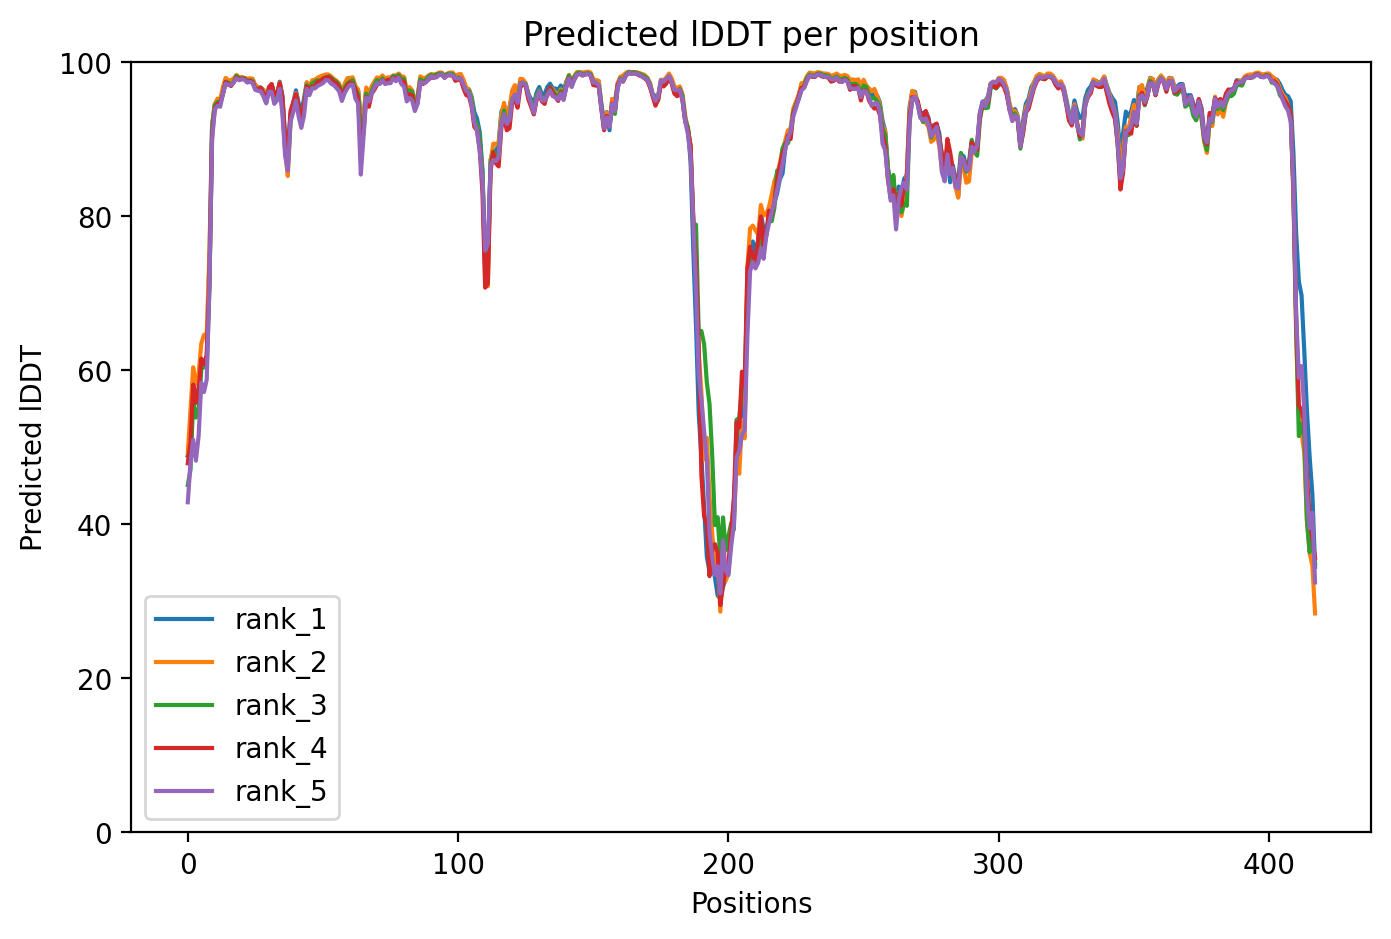 Predicted lDDT per position
100
80
60
40
20
0
Predicted lDDT
rank_1
rank_2
rank_3
rank_4
rank_5
0 100 200 300 400
Positions